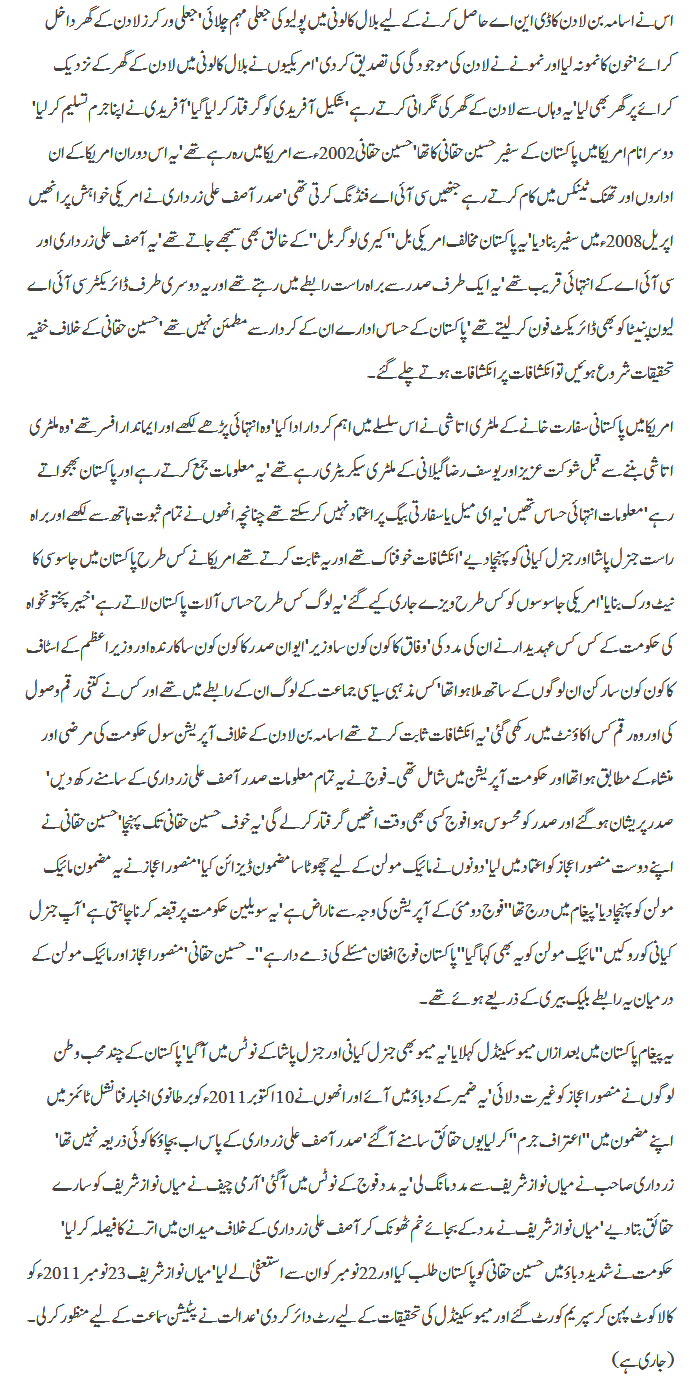 اس نے اسامہ بن لادن کا ڈی این اے حاصل کرنے کے لیے بلال کالونی میں پولیو کی جعلی مہم چلائی' جعلی ورکرز لادن کے گھر داخل
کرائے' خون کا نمونہ لیا اور نمونے نے لادن کی موجودگی کی تصدیق کر دی' امریکیوں نے بلال کالونی میں لادن کے گھر کے نزدیک
کرائے پر گھر بھی لیا' یہ وہاں سے لادن کے گھر کی نگرانی کرتے رہے' شکیل آفریدی کو گرفتار کر لیا گیا' آفریدی نے اپنا جرم تسلیم کر لیا'
دوسرا نام امریکا میں پاکستان کے سفیر حسین حقانی کا تھا' حسین حقانی 2002ء سے امریکا میں رہ رہے تھے' یہ اس دوران امریکا کے ان
اداروں اور تھنک ٹینکس میں کام کرتے رہے جنھیں سی آئی اے فنڈنگ کرتی تھی' صدر آصف علی زرداری نے امریکی خواہش پر انھیں
اپریل 2008ء میں سفیر بنا دیا' یہ پاکستان مخالف امریکی بل "کیری لوگر بل" کے خالق بھی سمجھے جاتے تھے' یہ آصف علی زرداری اور
سی آئی اے کے انتہائی قریب تھے' یہ ایک طرف صدر سے براہ راست رابطے میں رہتے تھے اور یہ دوسری طرف ڈائریکٹر سی آئی اے
لیون پنیٹا کو بھی ڈائریکٹ فون کر لیتے تھے' پاکستان کے حساس ادارے ان کے کردار سے مطمئن نہیں تھے' حسین حقانی کے خلاف خفیہ
تحقیقات شروع ہوئیں تو انکشافات پر انکشافات ہوتے چلے گئے۔
امریکا میں پاکستانی سفارت خانے کے ملٹری اتاشی نے اس سلسلے میں اہم کردار ادا کیا' وہ انتہائی پڑھے لکھے اور ایماندار افسر تھے' وہ ملٹری
اتاشی بننے سے قبل شوکت عزیز اور یوسف رضا گیلانی کے ملٹری سیکریٹری رہے تھے' یہ معلومات جمع کرتے رہے اور پاکستان بھجواتے
رہے' معلومات انتہائی حساس تھیں' یہ ای میل یا سفارتی بیگ پر اعتماد نہیں کر سکتے تھے چنانچہ انھوں نے تمام ثبوت ہاتھ سے لکھے اور براہ
راست جنرل پاشا اور جنرل کیانی کو پہنچا دیے' انکشافات خوفناک تھے اور یہ ثابت کرتے تھے امریکا نے کس طرح پاکستان میں جاسوسی کا
نیٹ ورک بنایا' امریکی جاسوسوں کو کس طرح ویزے جاری کیے گئے' یہ لوگ کس طرح حساس آلات پاکستان لاتے رہے' خیبر پختونخواہ
کی حکومت کے کس کس عہدیدار نے ان کی مدد کی' وفاق کا کون کون سا وزیر' ایوان صدر کا کون کون سا کارندہ اور وزیراعظم کے اسٹاف
کا کون کون سا رکن ان لوگوں کے ساتھ ملا ہوا تھا' کس مذہبی سیاسی جماعت کے لوگ ان کے رابطے میں تھے اور کس نے کتنی رقم وصول
کی اور وہ رقم کس اکاؤنٹ میں رکھی گئی' یہ انکشافات ثابت کرتے تھے اسامہ بن لادن کے خلاف آپریشن سول حکومت کی مرضی اور
منشاء کے مطابق ہوا تھا اور حکومت آپریشن میں شامل تھی۔ فوج نے یہ تمام معلومات صدر آصف علی زرداری کے سامنے رکھ دیں'
صدر پریشان ہو گئے اور صدر کو محسوس ہوا فوج کسی بھی وقت انھیں گرفتار کر لے گی' یہ خوف حسین حقانی تک پہنچا' حسین حقانی نے
اپنے دوست منصور اعجاز کو اعتماد میں لیا' دونوں نے مائیک مولن کے لیے چھوٹا سا مضمون ڈیزائن کیا' منصور اعجاز نے یہ مضمون مائیک
مولن کو پہنچا دیا' پیغام میں درج تھا "فوج دو مئی کے آپریشن کی وجہ سے ناراض ہے' یہ سویلین حکومت پر قبضہ کرنا چاہتی ہے' آپ جنرل
کیانی کو روکیں" مائیک مولن کو یہ بھی کہا گیا "پاکستان فوج افغان مسئلے کی ذمے دار ہے"۔ حسین حقانی' منصور اعجاز اور مائیک مولن کے
درمیان یہ رابطے بلیک بیری کے ذریعے ہوئے تھے۔
یہ پیغام پاکستان میں بعد ازاں میمو سکینڈل کہلایا' یہ میمو بھی جنرل کیانی اور جنرل پاشا کے نوٹس میں آ گیا' پاکستان کے چند محب وطن
لوگوں نے منصور اعجاز کو غیرت دلائی' یہ ضمیر کے دباؤ میں آئے اور انھوں نے 10 اکتوبر 2011ء کو برطانوی اخبار فنانشل ٹائمز میں
اپنے مضمون میں "اعتراف جرم" کر لیا یوں حقائق سامنے آ گئے' صدر آصف علی زرداری کے پاس اب بچاؤ کا کوئی ذریعہ نہیں تھا'
زرداری صاحب نے میاں نواز شریف سے مدد مانگ لی' یہ مدد فوج کے نوٹس میں آ گئی' آرمی چیف نے میاں نواز شریف کو سارے
حقائق بتا دیے' میاں نواز شریف نے مدد کے بجائے خم ٹھونک کر آصف علی زرداری کے خلاف میدان میں اترنے کا فیصلہ کر لیا'
حکومت نے شدید دباؤ میں حسین حقانی کو پاکستان طلب کیا اور 22 نومبر کو ان سے استعفیٰ لے لیا' میاں نواز شریف 23 نومبر 2011ء کو
کالا کوٹ پہن کر سپریم کورٹ گئے اور میمو سکینڈل کی تحقیقات کے لیے رٹ دائر کر دی' عدالت نے پٹیشن سماعت کے لیے منظور کر لی۔
(جاری ہے)